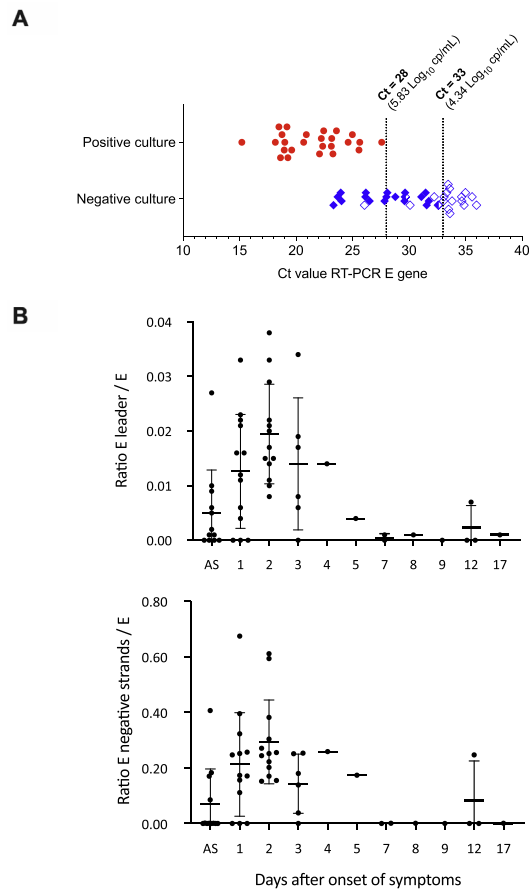 A
Ct = 28
(5.83 Log10 cp/mL)
Ct = 33
(4.34 Log10 cp/mL)
Positive culture
Negative culture
10 15 20 25 30 35 40
Ct value RT-PCR E gene
B
Ratio E leader / E
0.04
0.03
0.02
0.01
0.00
AS 1 2 3 4 5 7 8 9 12 17
Ratio E negative strands / E
0.80
0.60
0.40
0.20
0.00
AS 1 2 3 4 5 7 8 9 12 17
Days after onset of symptoms